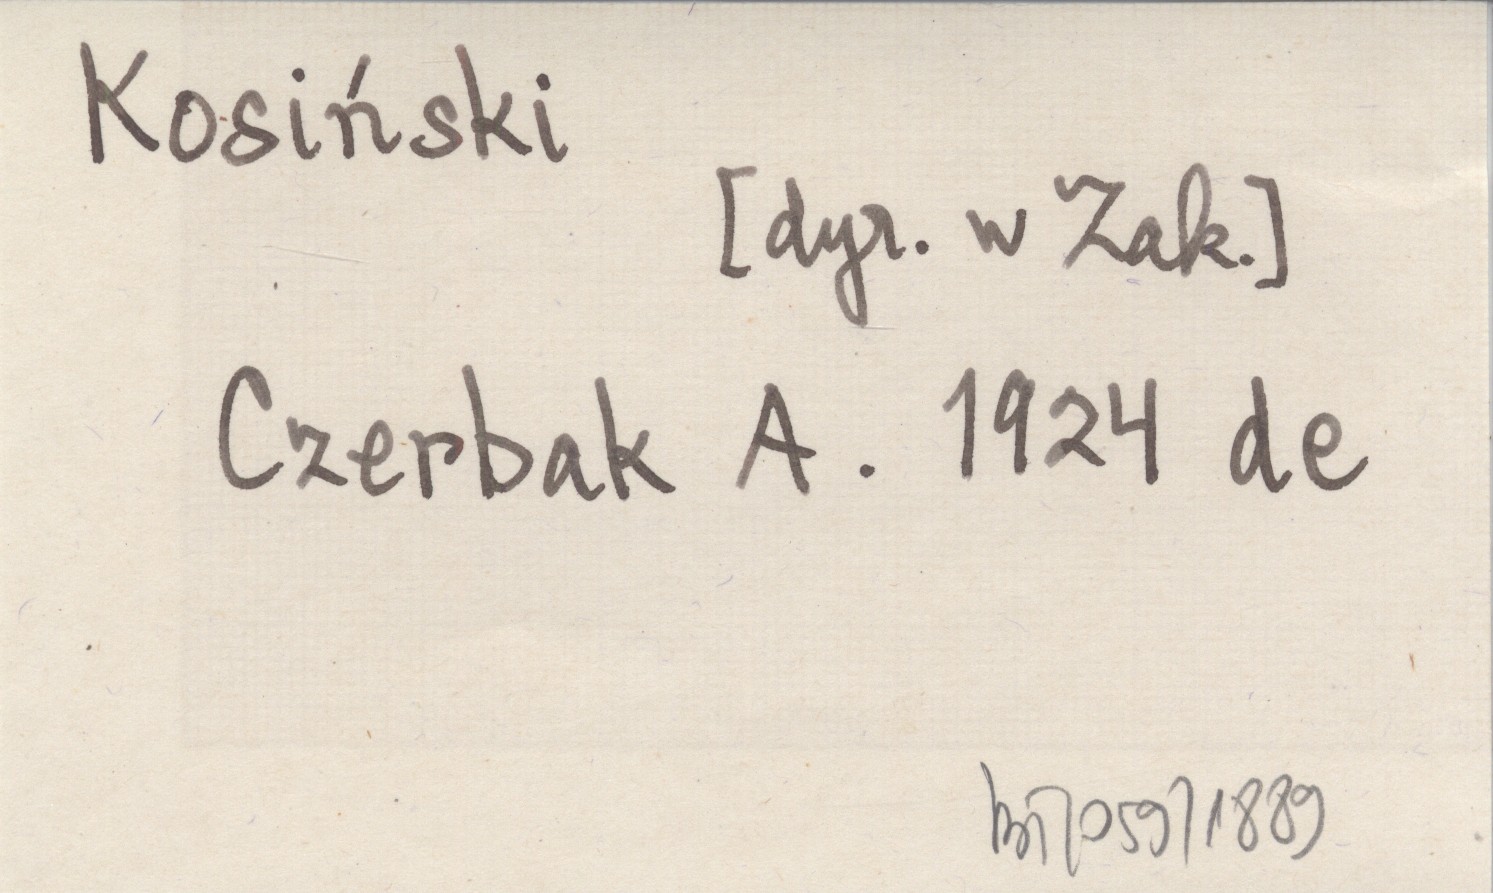 Kosiński
[dyr. w Zak.]
Czerbak A. 1924 de